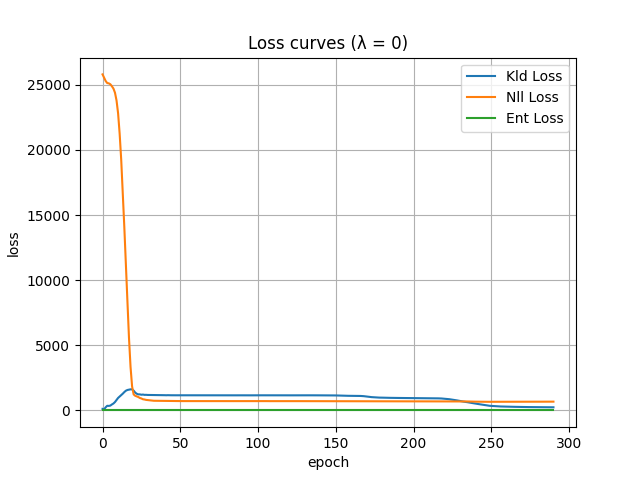 Loss curves (λ = 0)
Kld Loss
Nll Loss
Ent Loss
loss
25000
20000
15000
10000
5000
0
0 50 100 150 200 250 300
epoch